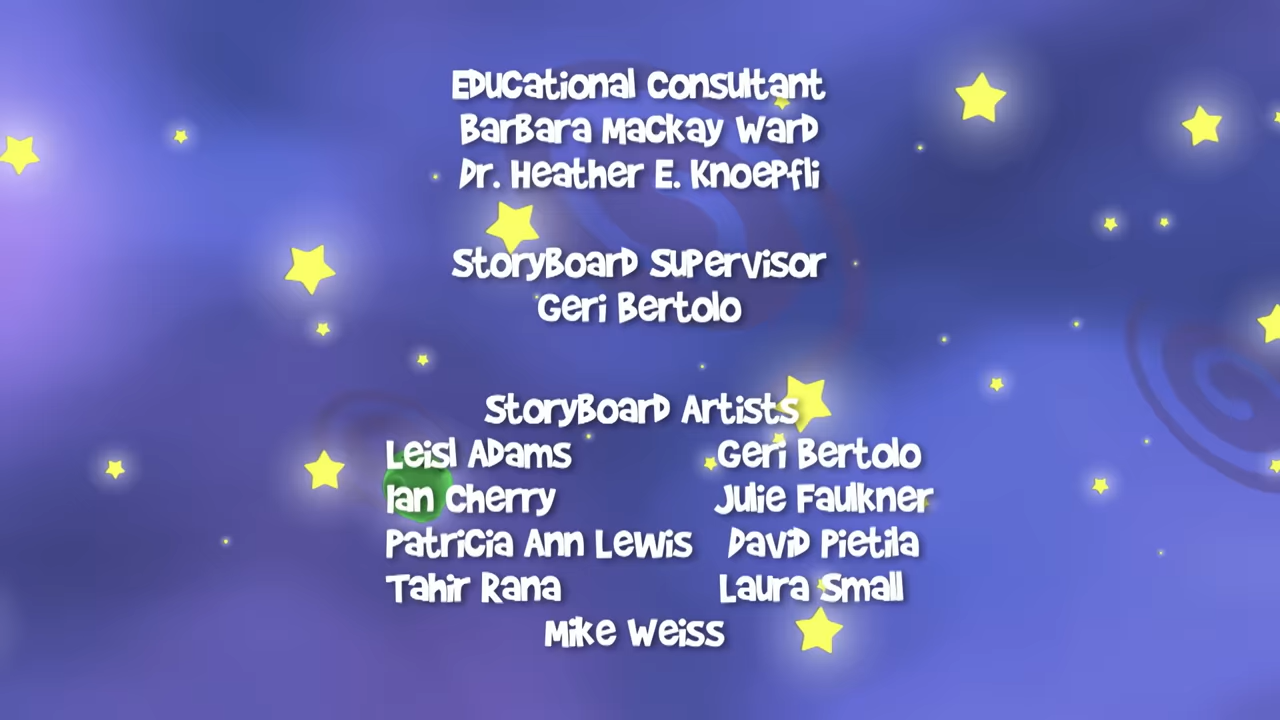 Educational Consultant
Barbara Mackay Ward
Dr. Heather E. Knoepfli
Storyboard Supervisor
Geri Bertolo
Storyboard Artists
Leisl Adams Geri Bertolo
Ian Cherry Julie Faulkner
Patricia Ann Lewis David Pietila
Tahir Rana Laura Small
Mike Weiss